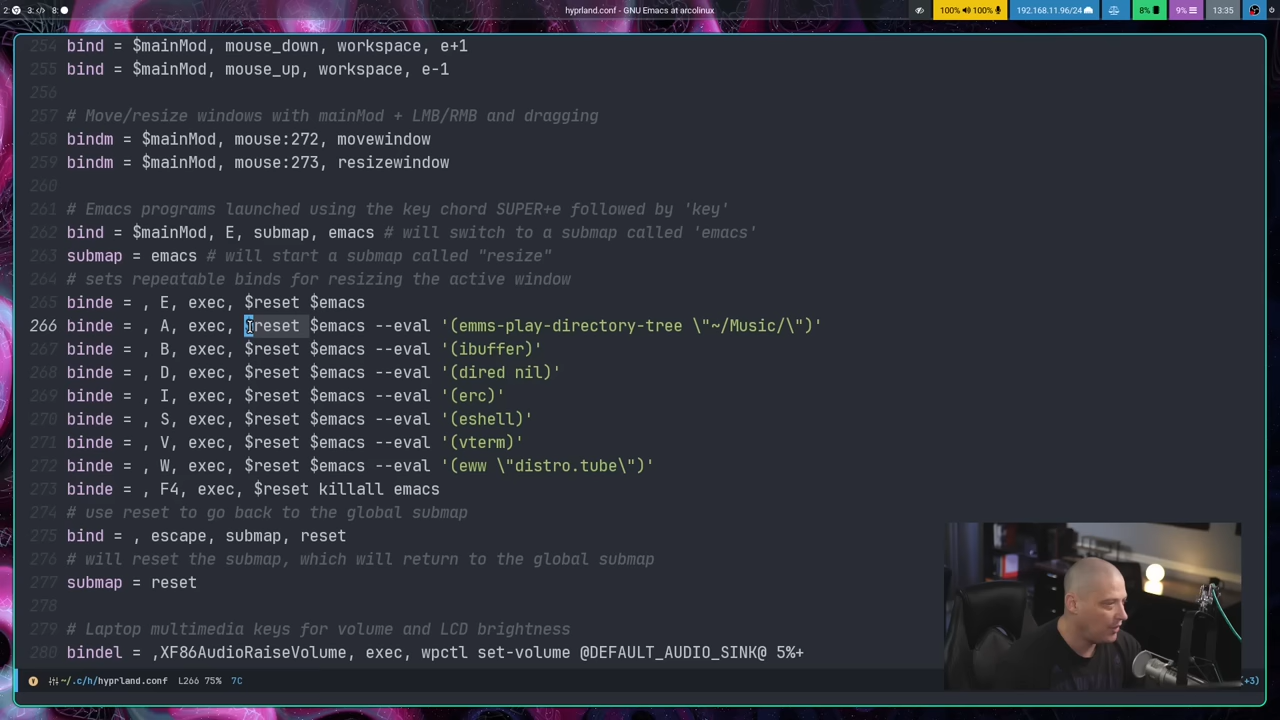 2: 3: </> 8:
hyprland.conf - GNU Emacs at arcolinux
100% 100% 192.168.11.96/24 8% 9% 13:35
254 bind = $mainMod, mouse_down, workspace, e+1
255 bind = $mainMod, mouse_up, workspace, e-1
256
257 # Move/resize windows with mainMod + LMB/RMB and dragging
258 bindm = $mainMod, mouse:272, movewindow
259 bindm = $mainMod, mouse:273, resizewindow
260
261 # Emacs programs launched using the key chord SUPER+e followed by 'key'
262 bind = $mainMod, E, submap, emacs # will switch to a submap called 'emacs'
263 submap = emacs # will start a submap called "resize"
264 # sets repeatable binds for resizing the active window
265 binde = , E, exec, $reset $emacs
266 binde = , A, exec, $reset $emacs --eval '(emms-play-directory-tree \"~/Music/\")'
267 binde = , B, exec, $reset $emacs --eval '(ibuffer)'
268 binde = , D, exec, $reset $emacs --eval '(dired nil)'
269 binde = , I, exec, $reset $emacs --eval '(erc)'
270 binde = , S, exec, $reset $emacs --eval '(eshell)'
271 binde = , V, exec, $reset $emacs --eval '(vterm)'
272 binde = , W, exec, $reset $emacs --eval '(eww \"distro.tube\")'
273 binde = , F4, exec, $reset killall emacs
274 # use reset to go back to the global submap
275 bind = , escape, submap, reset
276 # will reset the submap, which will return to the global submap
277 submap = reset
278
279 # Laptop multimedia keys for volume and LCD brightness
280 bindel = ,XF86AudioRaiseVolume, exec, wpctl set-volume @DEFAULT_AUDIO_SINK@ 5%+
~/.c/h/hyprland.conf L266 75% 7C
(+3)